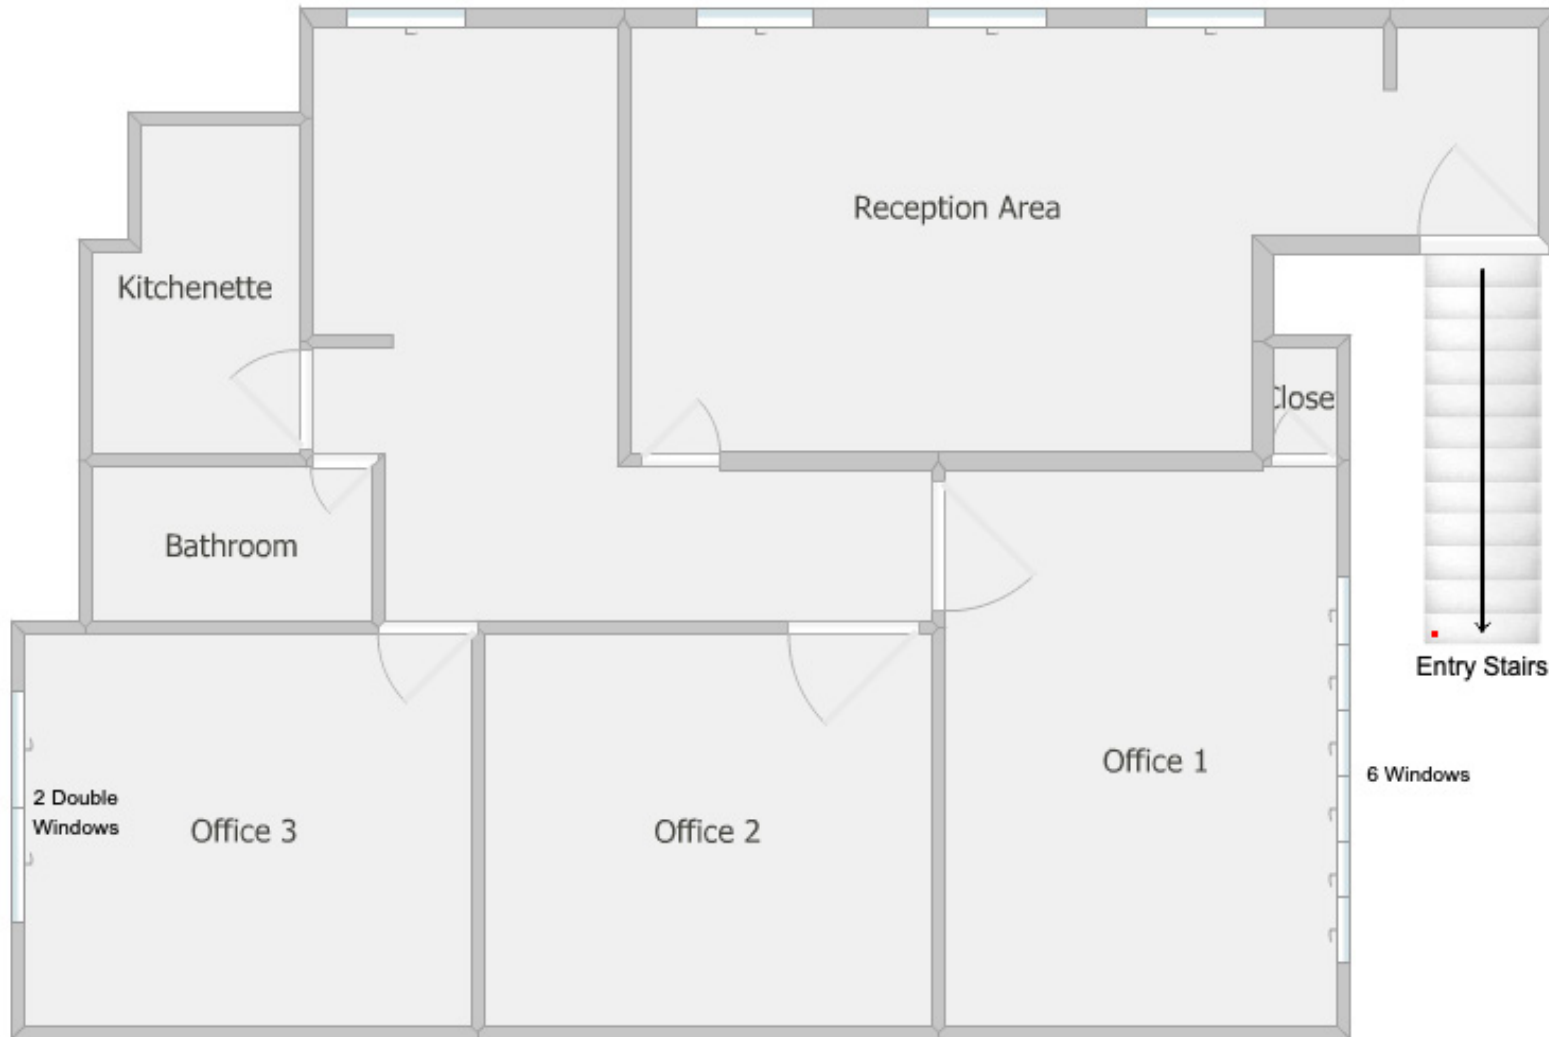 Reception Area
Kitchenette
Close
Bathroom
Entry Stairs
Office 1
6 Windows
2 Double
Windows
Office 3
Office 2